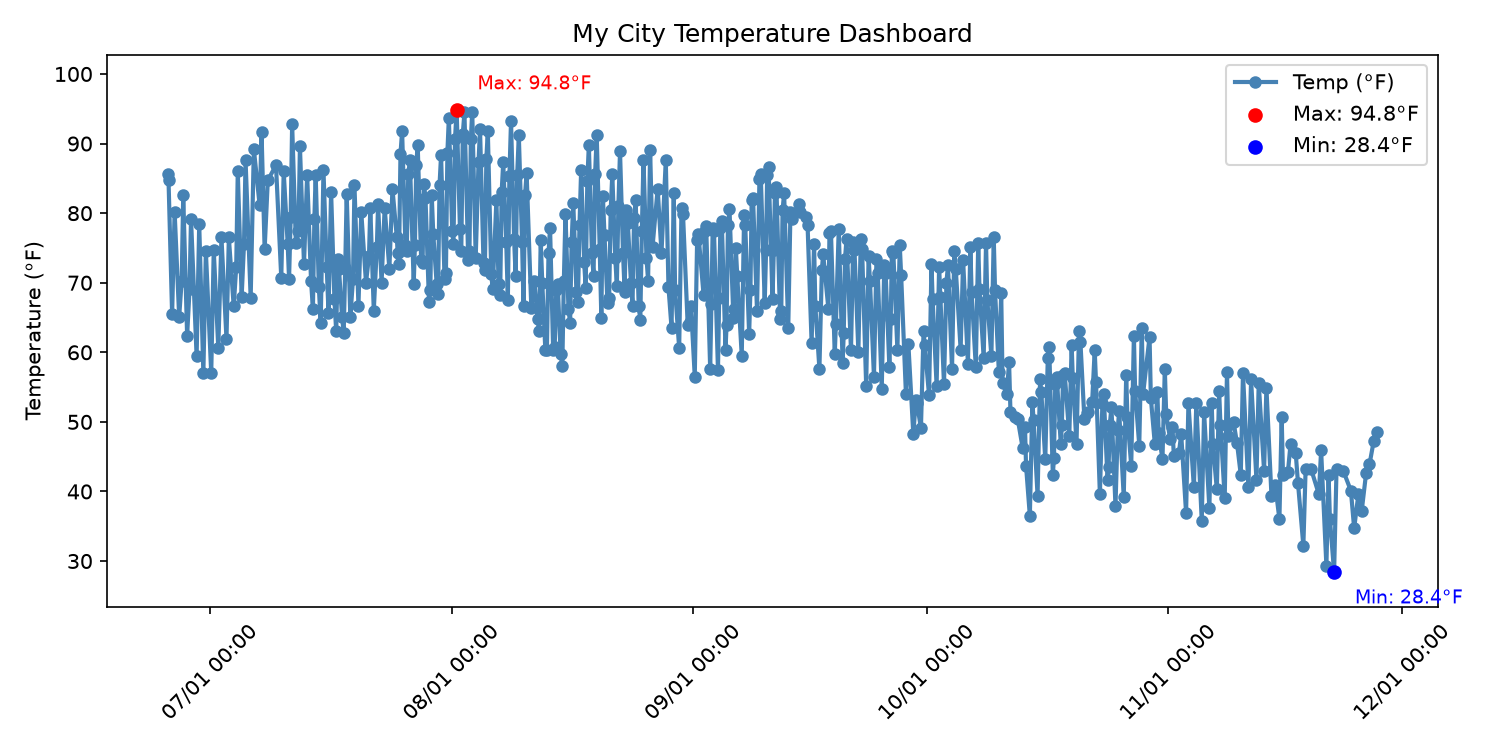 My City Temperature Dashboard
Max: 94.8°F
Temp (°F)
Max: 94.8°F
Min: 28.4°F
Temperature (°F)
100
90
80
70
60
50
40
30
Min: 28.4°F
07/01 00:00
08/01 00:00
09/01 00:00
10/01 00:00
11/01 00:00
12/01 00:00